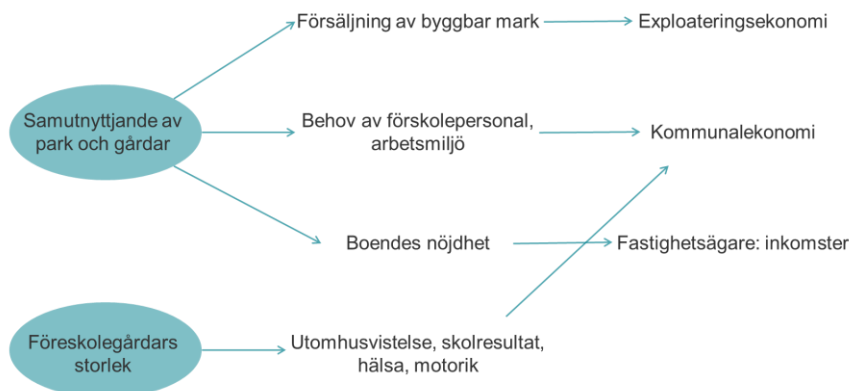 Försäljning av byggbar mark
Exploateringsekonomi
Samutnyttjande av
park och gårdar
Behov av förskolepersonal,
arbetsmiljö
Kommunalekonomi
Boendes nöjdhet
Fastighetsägare: inkomster
Föreskolegårdars
storlek
Utomhusvistelse, skolresultat,
hälsa, motorik